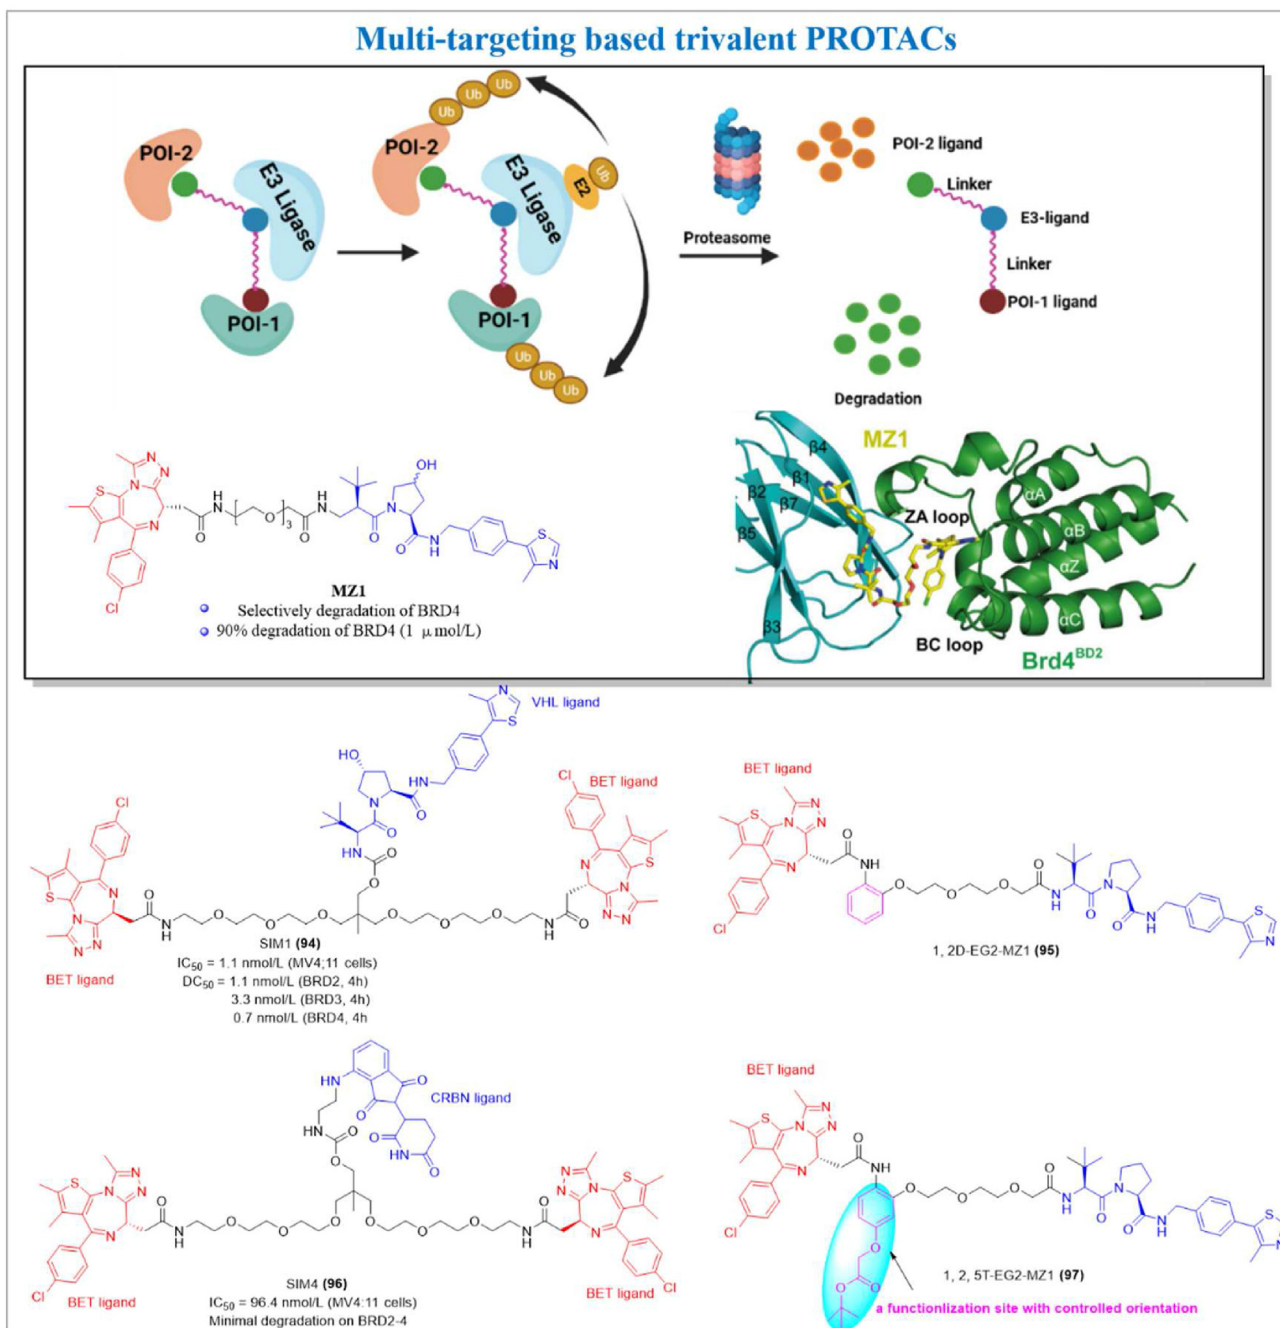 Multi-targeting based trivalent PROTACs
POI-2
E3 Ligase
POI-1
Ub
Ub
Ub
POI-2
E3 Ligase
E2
Ub
POI-1
Ub
Ub
Ub
Proteasome
POI-2 ligand
Linker
E3-ligand
Linker
POI-1 ligand
Degradation
MZ1
Selectively degradation of BRD4
90% degradation of BRD4 (1 μmol/L)
MZ1
β4
β1
β2
β7
β5
β3
ZA loop
BC loop
αA
αB
αZ
αC
Brd4BD2
VHL ligand
BET ligand
BET ligand
SIM1 (94)
IC50 = 1.1 nmol/L (MV4;11 cells)
DC50 = 1.1 nmol/L (BRD2, 4h)
3.3 nmol/L (BRD3, 4h)
0.7 nmol/L (BRD4, 4h
BET ligand
1, 2D-EG2-MZ1 (95)
CRBN ligand
BET ligand
BET ligand
SIM4 (96)
IC50 = 96.4 nmol/L (MV4:11 cells)
Minimal degradation on BRD2-4
BET ligand
1, 2, 5T-EG2-MZ1 (97)
a functionlization site with controlled orientation